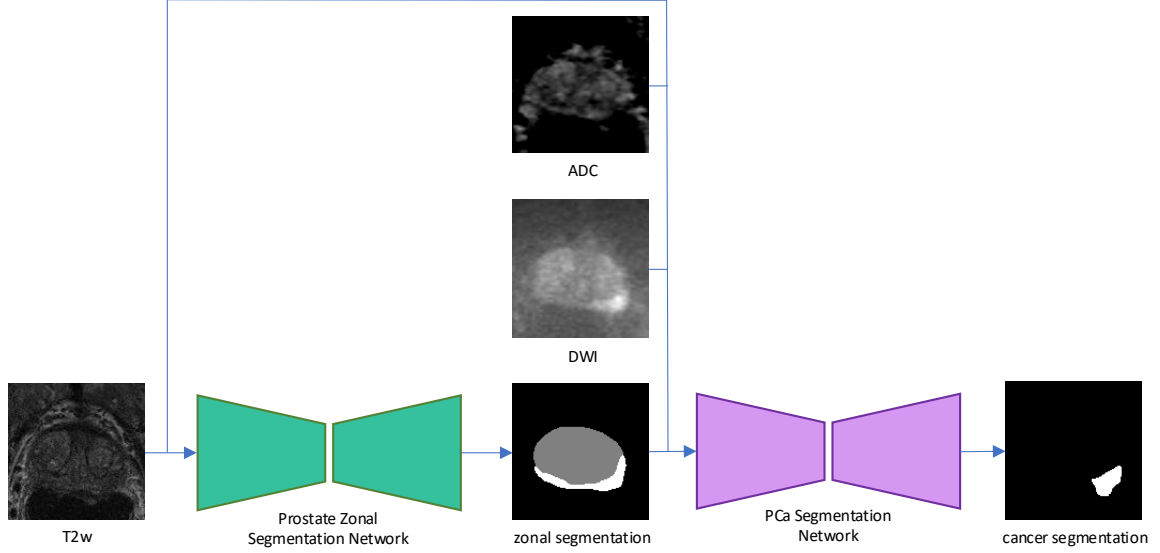 ADC
DWI
T2w
Prostate Zonal
Segmentation Network
zonal segmentation
PCa Segmentation
Network
cancer segmentation